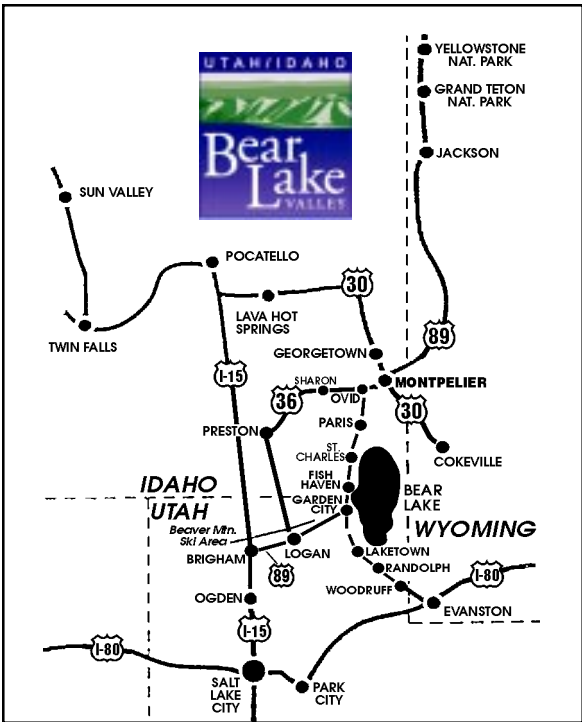 UTAH/IDAHO
Bear
Lake
VALLEY
YELLOWSTONE
NAT. PARK
GRAND TETON
NAT. PARK
JACKSON
SUN VALLEY
POCATELLO
30
LAVA HOT
SPRINGS
TWIN FALLS
89
GEORGETOWN
I-15
SHARON
MONTPELIER
OVID
36
30
PARIS
PRESTON
ST.
CHARLES
COKEVILLE
FISH
HAVEN
IDAHO
GARDEN
CITY
BEAR
LAKE
UTAH
WYOMING
Beaver Mtn.
Ski Area
BRIGHAM
LOGAN
LAKETOWN
89
RANDOLPH
I-80
WOODRUFF
OGDEN
EVANSTON
I-15
I-80
SALT
LAKE
CITY
PARK
CITY